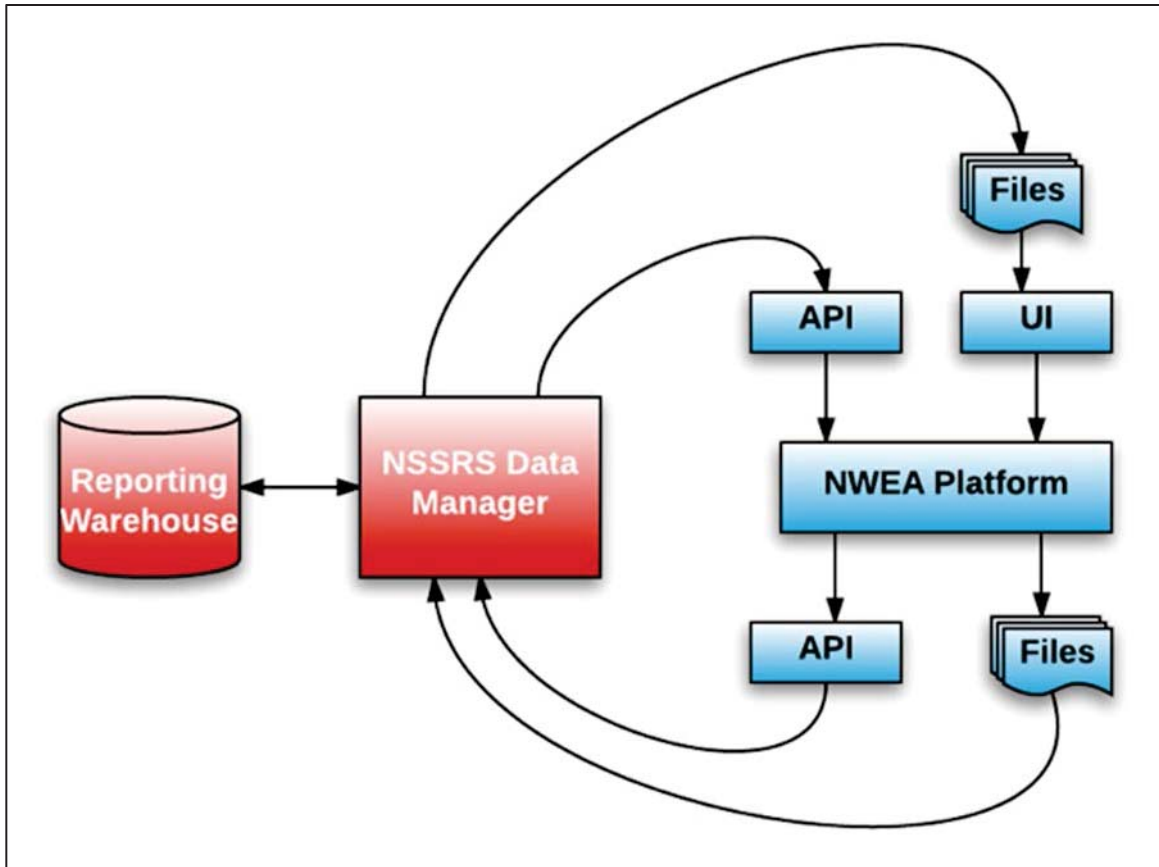 Files
API
UI
Reporting
Warehouse
NSSRS Data
Manager
NWEA Platform
API
Files